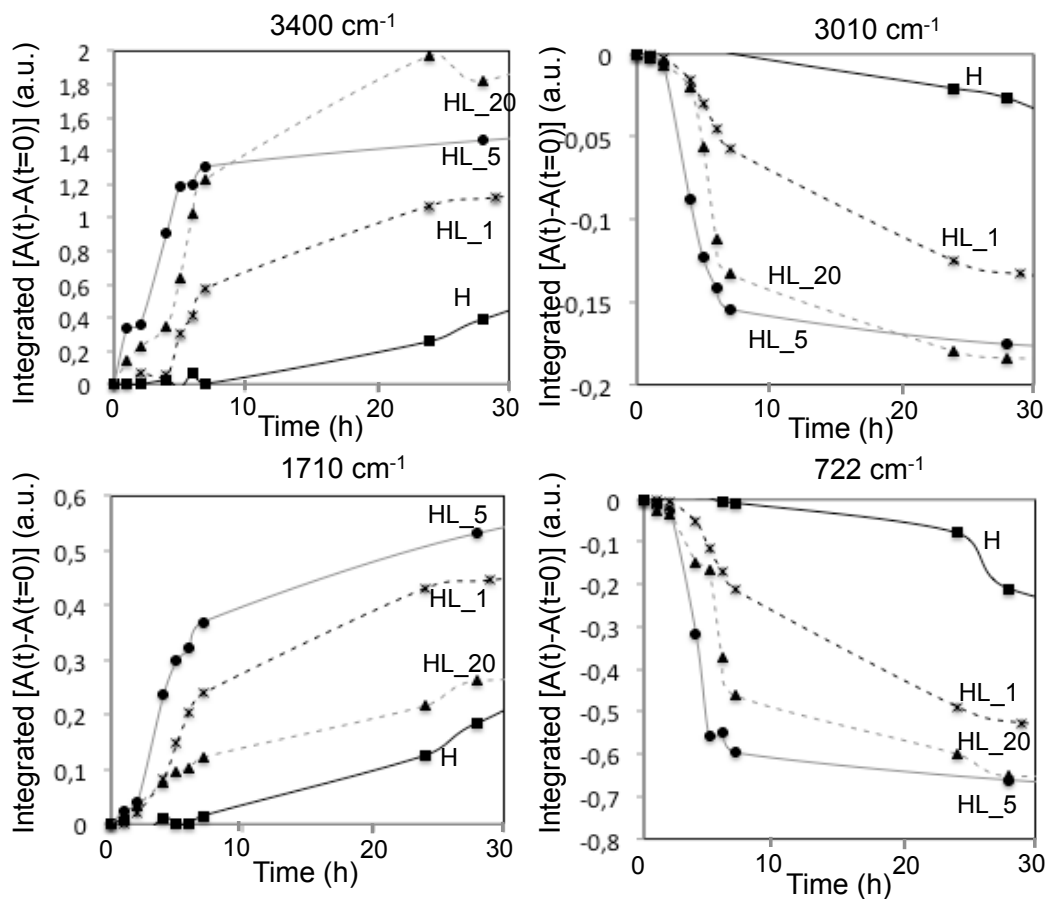 3400 cm-1
Integrated [A(t)-A(t=0)] (a.u.)
2
1,8
1,6
1,4
1,2
1
0,8
0,6
0,4
0,2
0
HL_20
HL_5
HL_1
H
0 10 20 30
Time (h)
3010 cm-1
Integrated [A(t)-A(t=0)] (a.u.)
0
-0,05
-0,1
-0,15
-0,2
H
HL_1
HL_20
HL_5
0 10 20 30
Time (h)
1710 cm-1
Integrated [A(t)-A(t=0)] (a.u.)
0,6
0,5
0,4
0,3
0,2
0,1
0
HL_5
HL_1
HL_20
H
0 10 20 30
Time (h)
722 cm-1
Integrated [A(t)-A(t=0)] (a.u.)
0
-0,1
-0,2
-0,3
-0,4
-0,5
-0,6
-0,7
-0,8
H
HL_1
HL_20
HL_5
0 10 20 30
Time (h)